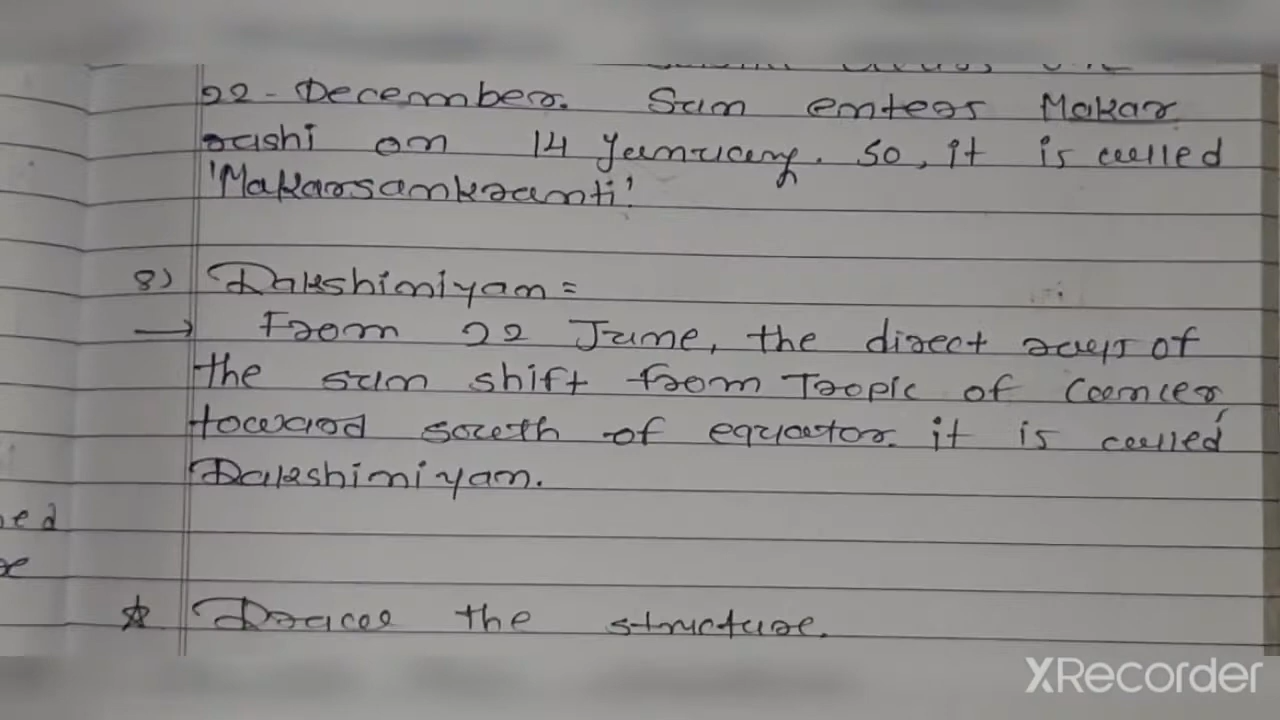 22 - December. Sun enters Makar
rashi on 14 January. So, it is called
'Makarsankranti'
8) Dakshiniyan =
→ From 22 June, the direct rays of
the sun shift from Tropic of Cancer,
toward south of equator. it is called
Dakshiniyan.
ed
☆ Draw the structure.
XRecorder